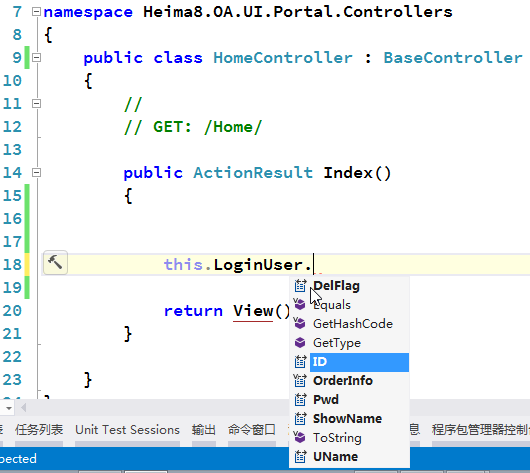 7 namespace Heima8.OA.UI.Portal.Controllers
8 {
9 public class HomeController : BaseController
10 {
11 //
12 // GET: /Home/
13
14 public ActionResult Index()
15 {
16
17
18 this.LoginUser.
19
20 return View()
21 }
22
23 }
DelFlag
Equals
GetHashCode
GetType
ID
OrderInfo
Pwd
ShowName
ToString
UName
任务列表 Unit Test Sessions 输出 命令窗口 息 程序包管理器控制
pected